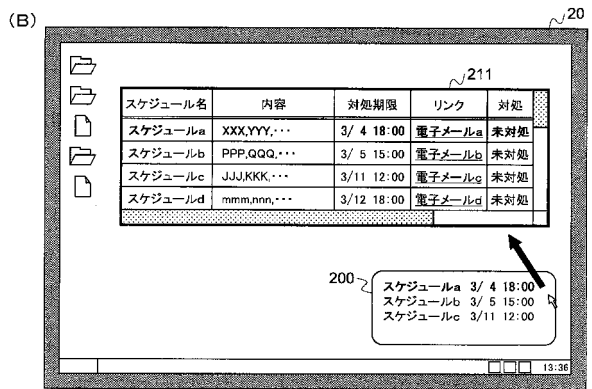 (B)
20
211
スケジュール名 内容 対処期限 リンク 対処
スケジュールa XXX,YYY,･･･ 3/ 4 18:00 電子メールa 未対処
スケジュールb PPP,QQQ,･･･ 3/ 5 15:00 電子メールb 未対処
スケジュールc JJJ,KKK,･･･ 3/11 12:00 電子メールc 未対処
スケジュールd mmm,nnn,･･･ 3/12 18:00 電子メールd 未対処
200
スケジュールa 3/ 4 18:00
スケジュールb 3/ 5 15:00
スケジュールc 3/11 12:00
13:36